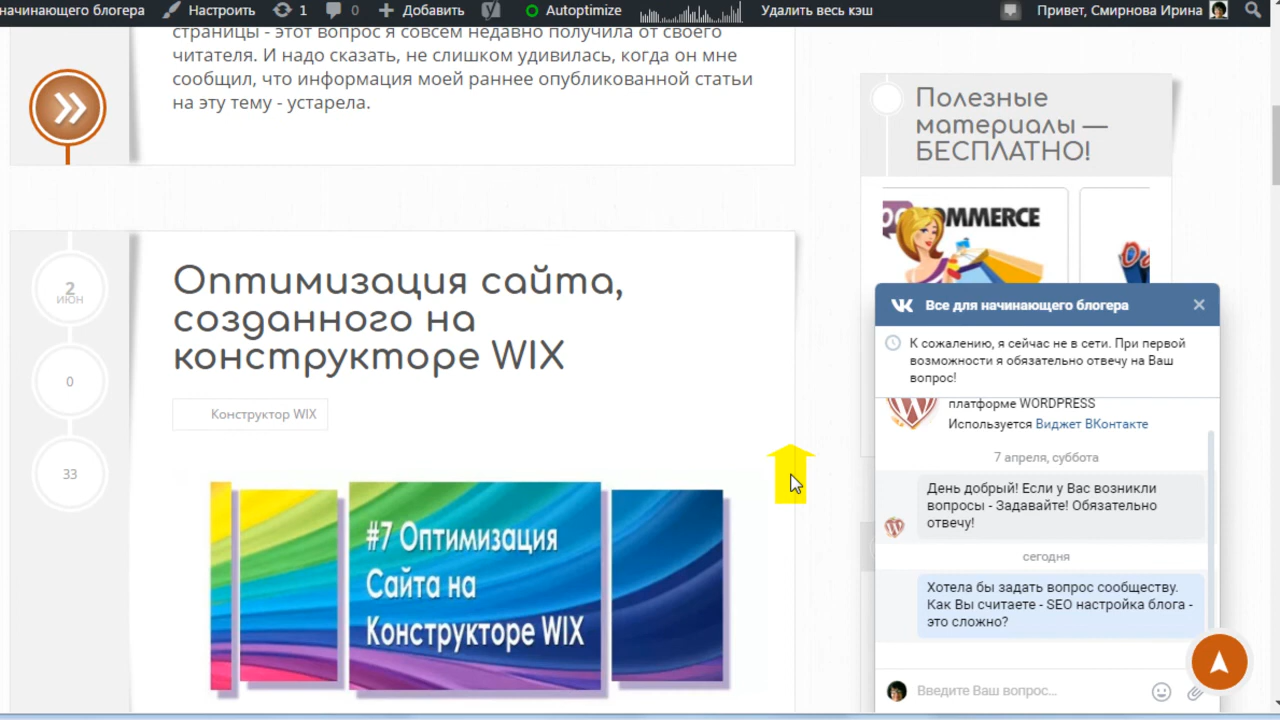 начинающего блогера Настроить 1 0 Добавить Autoptimize Удалить весь кэш Привет, Смирнова Ирина
страницы - этот вопрос я совсем недавно получила от своего
читателя. И надо сказать, не слишком удивилась, когда он мне
сообщил, что информация моей раннее опубликованной статьи
на эту тему - устарела.
2
ИЮН
0
33
Оптимизация сайта,
созданного на
конструкторе WIX
Конструктор WIX
#7 Оптимизация
Сайта на
Конструкторе WIX
Полезные
материалы —
БЕСПЛАТНО!
OMMERCE
Все для начинающего блогера
К сожалению, я сейчас не в сети. При первой
возможности я обязательно отвечу на Ваш
вопрос!
платформе WORDPRESS
Используется Виджет ВКонтакте
7 апреля, суббота
День добрый! Если у Вас возникли
вопросы - Задавайте! Обязательно
отвечу!
сегодня
Хотела бы задать вопрос сообществу.
Как Вы считаете - SEO настройка блога -
это сложно?
Введите Ваш вопрос...